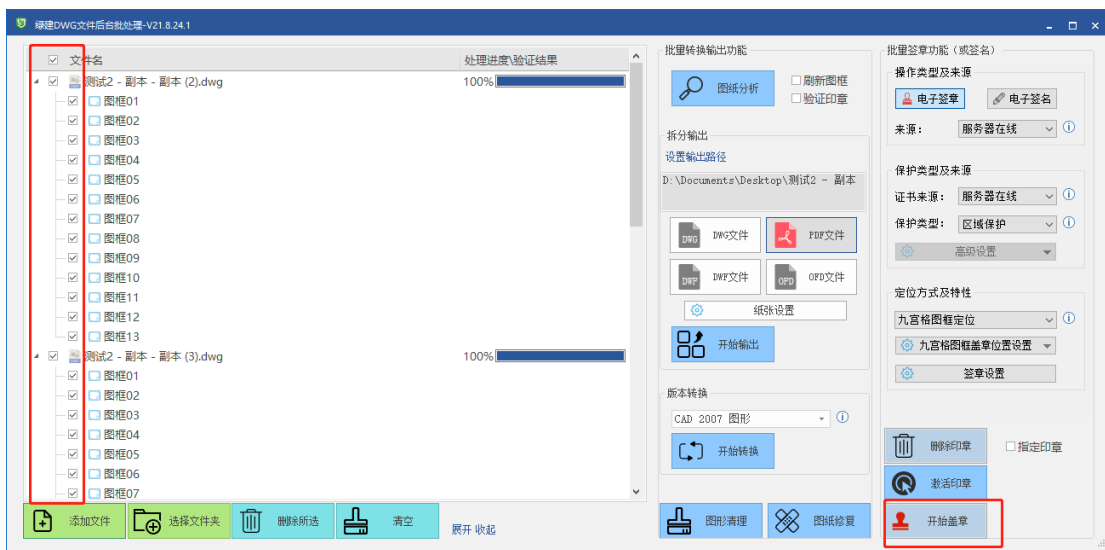 绿建DWG文件后台批处理-V21.8.24.1
文件名 处理进度\验证结果
测试2 - 副本 - 副本 (2).dwg 100%
图框01
图框02
图框03
图框04
图框05
图框06
图框07
图框08
图框09
图框10
图框11
图框12
图框13
测试2 - 副本 - 副本 (3).dwg 100%
图框01
图框02
图框03
图框04
图框05
图框06
图框07
添加文件 选择文件夹 删除所选 清空 展开 收起
批量转换输出功能
图纸分析 刷新图框
验证印章
拆分输出
设置输出路径
D:\Documents\Desktop\测试2 - 副本
DWG DWG文件 PDF文件
DWF DWF文件 OFD OFD文件
纸张设置
开始输出
版本转换
CAD 2007 图形
开始转换
图形清理 图纸修复
批量签章功能（或签名）
操作类型及来源
电子签章 电子签名
来源： 服务器在线
保护类型及来源
证书来源： 服务器在线
保护类型： 区域保护
高级设置
定位方式及特性
九宫格图框定位
九宫格图框盖章位置设置
签章设置
删除印章 指定印章
激活印章
开始盖章